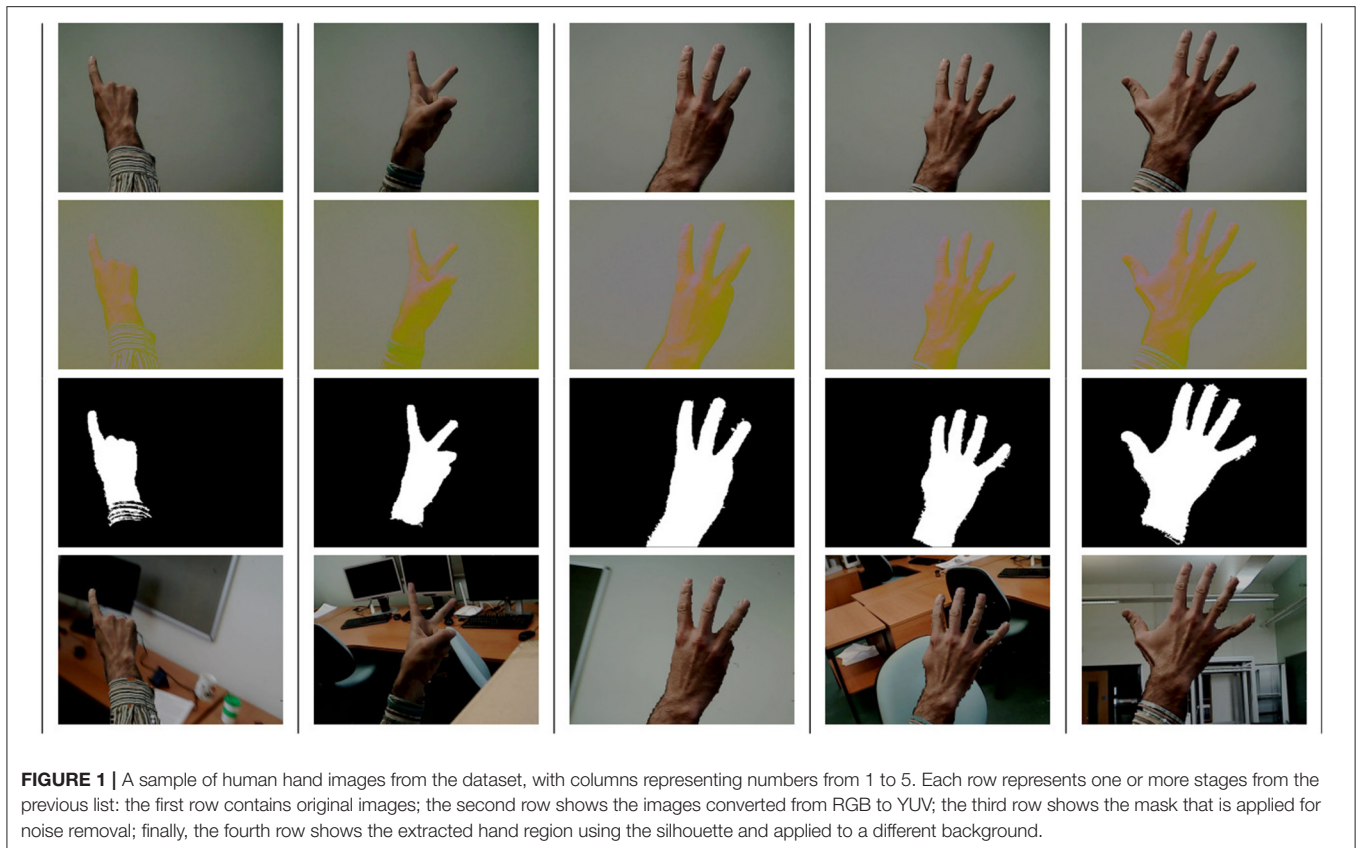 FIGURE 1 | A sample of human hand images from the dataset, with columns representing numbers from 1 to 5. Each row represents one or more stages from the
previous list: the first row contains original images; the second row shows the images converted from RGB to YUV; the third row shows the mask that is applied for
noise removal; finally, the fourth row shows the extracted hand region using the silhouette and applied to a different background.